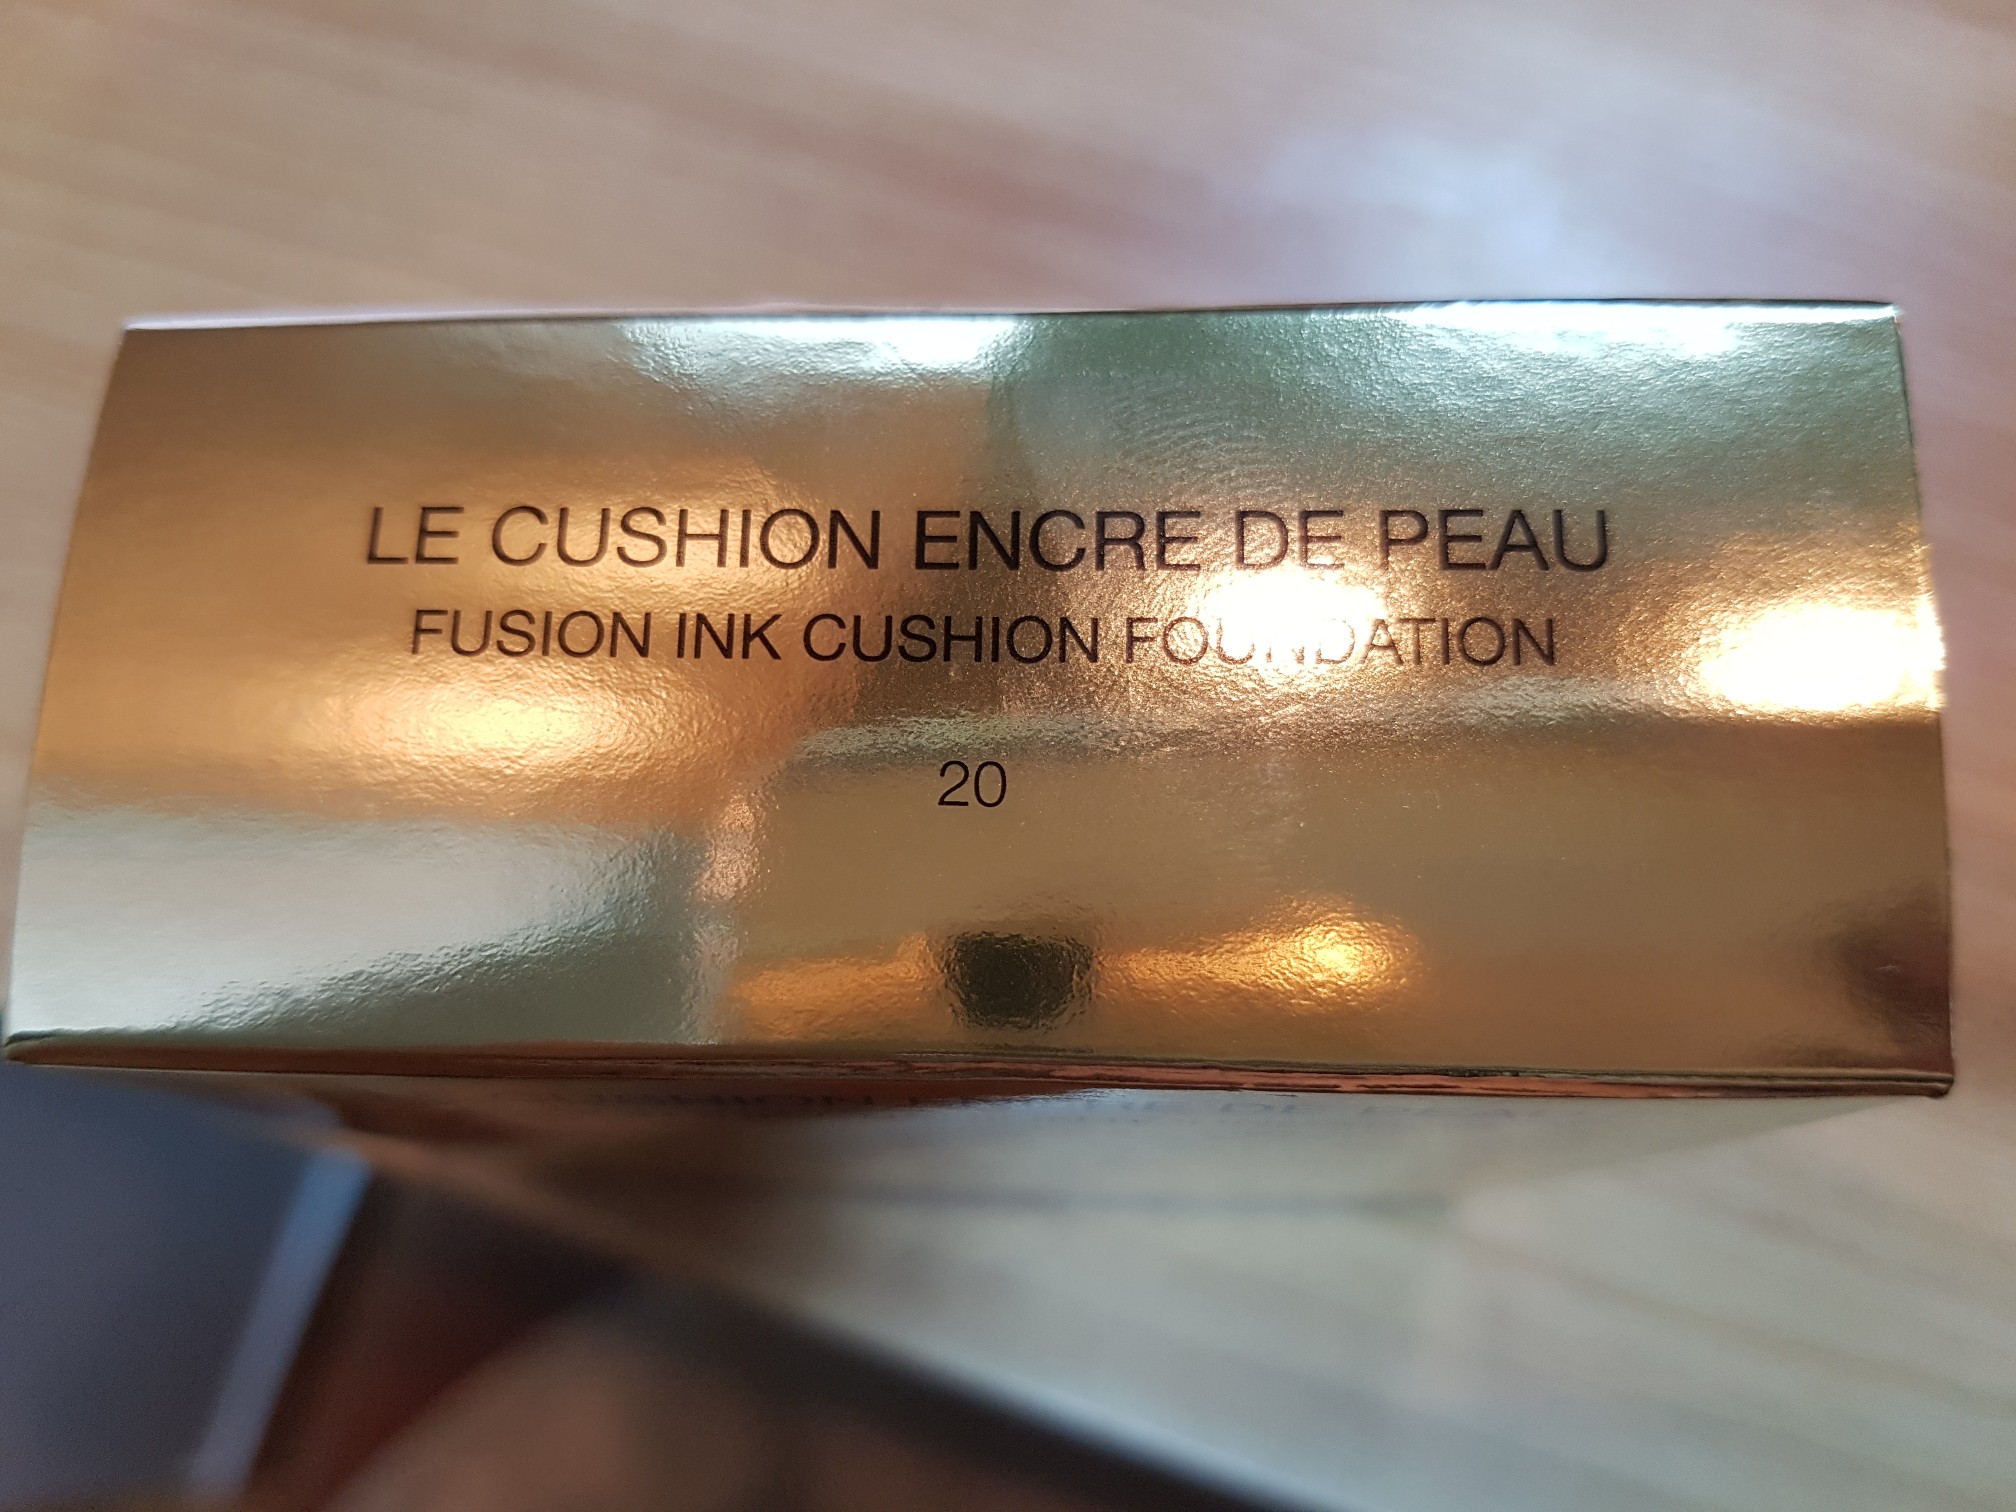 LE CUSHION ENCRE DE PEAU
FUSION INK CUSHION FOUNDATION
20